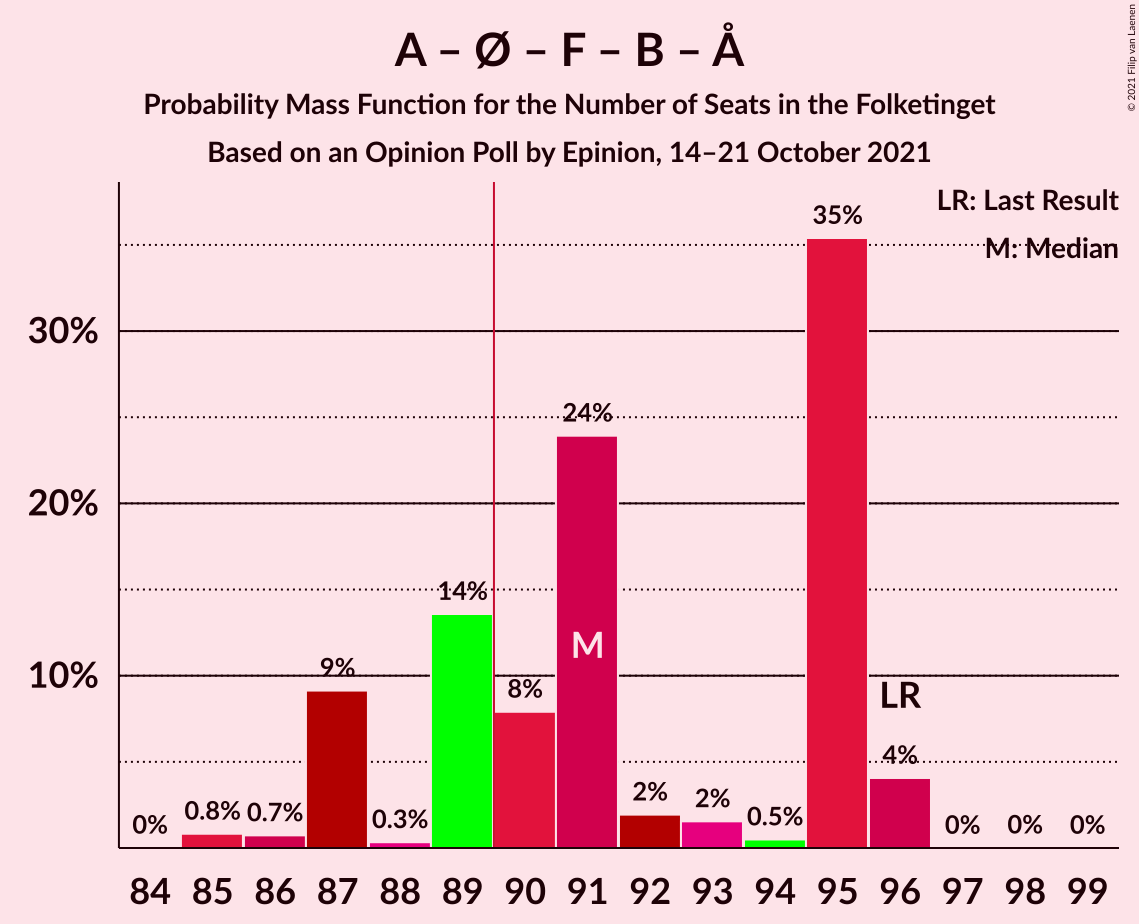 A – Ø – F – B – Å
Probability Mass Function for the Number of Seats in the Folketinget
Based on an Opinion Poll by Epinion, 14–21 October 2021
© 2021 Filip van Laenen
LR: Last Result
M: Median
35%
30%
24%
20%
14%
M
10%
9%
8%
LR
4%
0%
0.8%
0.7%
0.3%
2%
2%
0.5%
0%
0%
0%
84 85 86 87 88 89 90 91 92 93 94 95 96 97 98 99